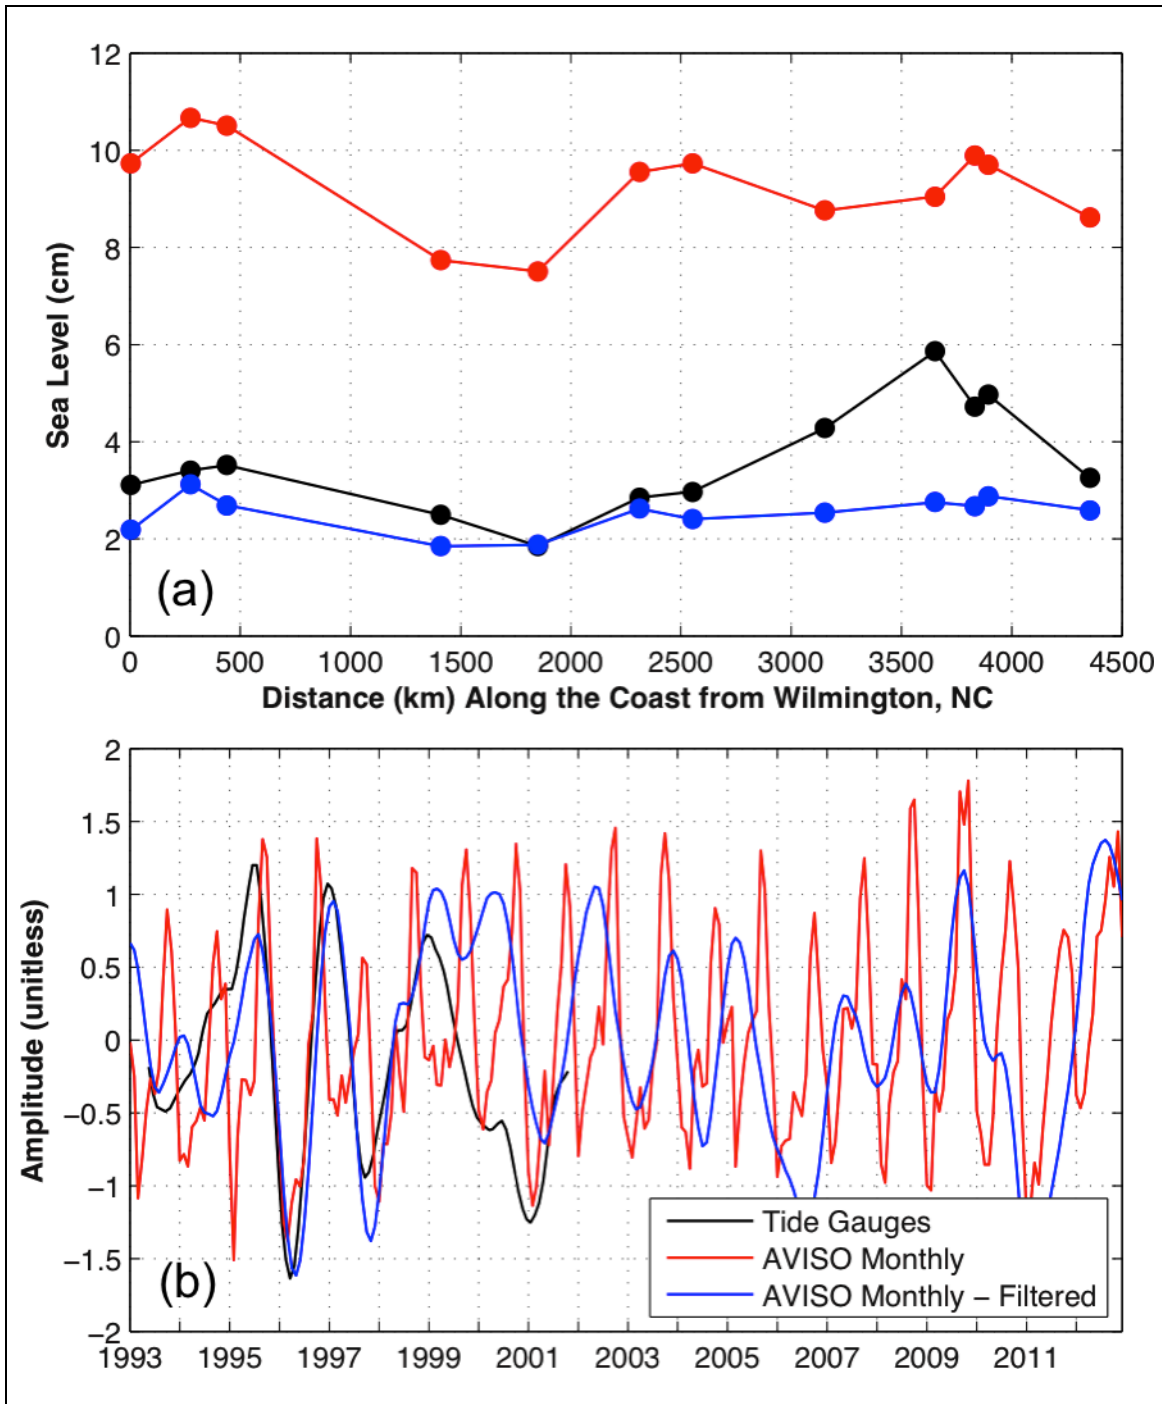 12
10
8
6
4
2
0
Sea Level (cm)
(a)
0 500 1000 1500 2000 2500 3000 3500 4000 4500
Distance (km) Along the Coast from Wilmington, NC
2
1.5
1
0.5
0
−0.5
−1
−1.5
−2
Amplitude (unitless)
(b)
Tide Gauges
AVISO Monthly
AVISO Monthly − Filtered
1993 1995 1997 1999 2001 2003 2005 2007 2009 2011